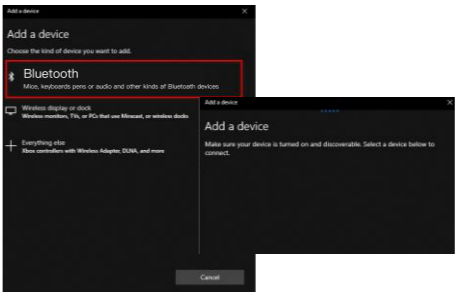 Add a device
Add a device
Choose the kind of device you want to add.
Bluetooth
Mice, keyboards pens or audio and other kinds af Bluetooth devices
Wireless display or dock
Wireless monitors, TVs, or PCs that use Miracast, or wireless docks
Everything else
Xbox controllers with Wireless Adapter, DLNA, and more
Cancel
Add a device
Add a device
Make sure your device is turned on and discoverable. Select a device below to
connect.